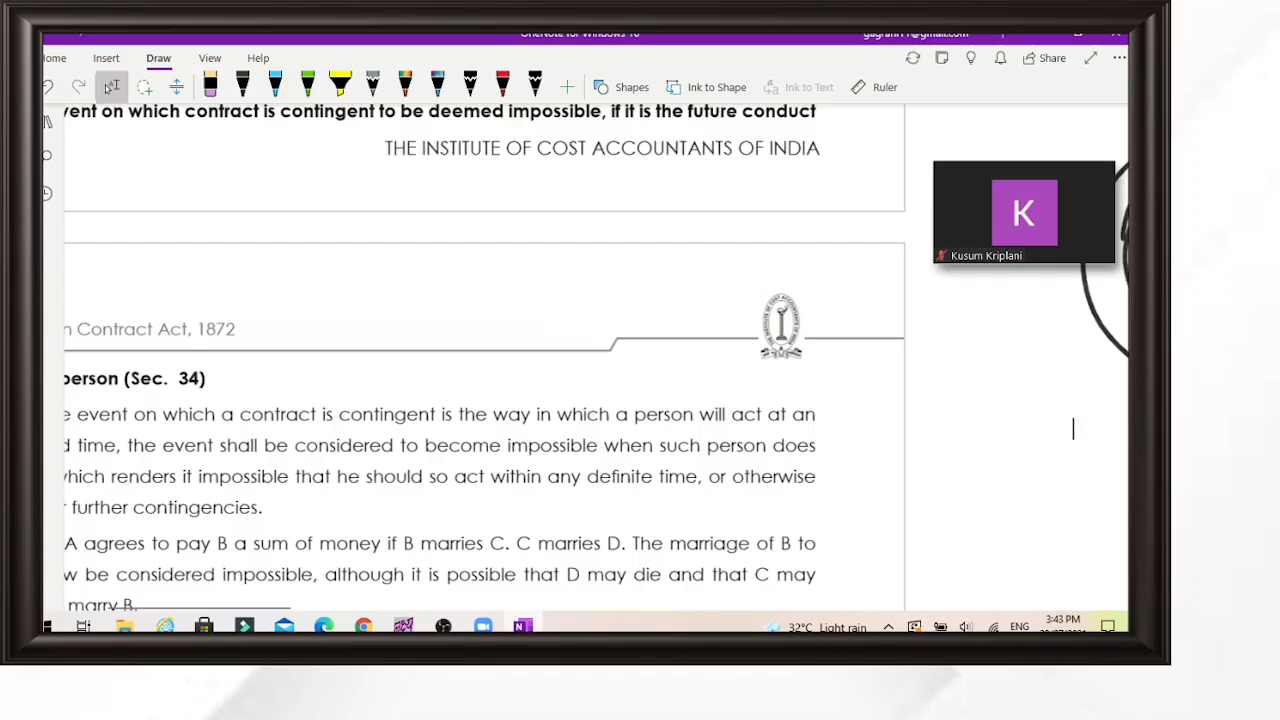 OneNote for Windows 10
ome Insert Draw View Help Share
Shapes Ink to Shape Ink to Text Ruler
vent on which contract is contingent to be deemed impossible, if it is the future conduct
THE INSTITUTE OF COST ACCOUNTANTS OF INDIA
K
Kusum Kriplani
n Contract Act, 1872
person (Sec. 34)
e event on which a contract is contingent is the way in which a person will act at an
d time, the event shall be considered to become impossible when such person does
which renders it impossible that he should so act within any definite time, or otherwise
r further contingencies.
A agrees to pay B a sum of money if B marries C. C marries D. The marriage of B to
w be considered impossible, although it is possible that D may die and that C may
marry B.
32°C Light rain ENG 3:43 PM